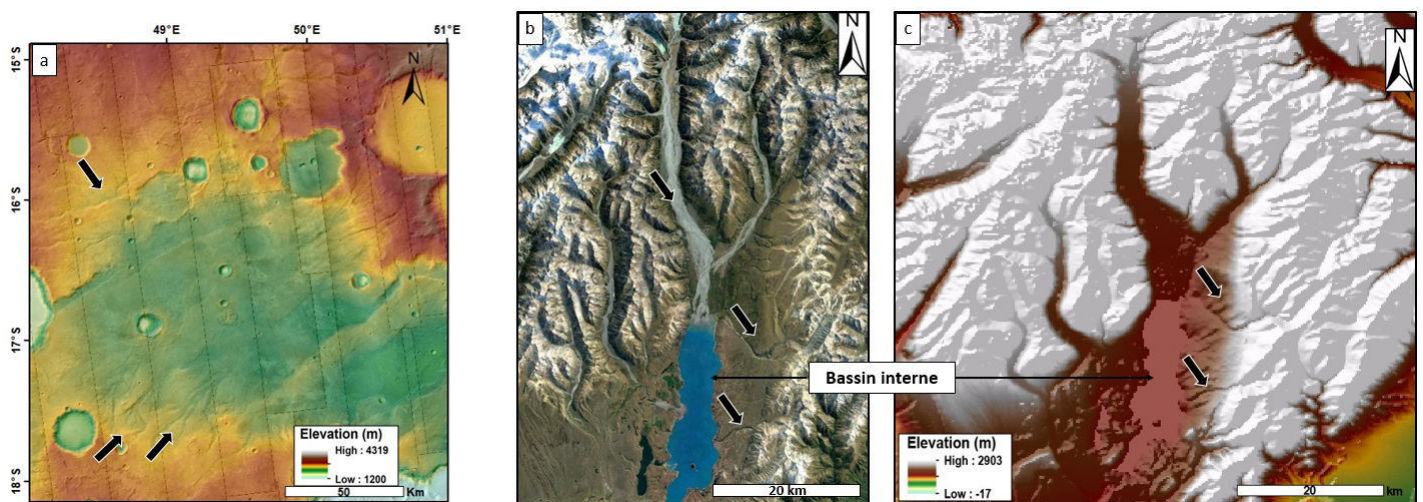 a
49°E
50°E
51°E
15°S
16°S
17°S
18°S
N
Elevation (m)
High : 4319
Low : 1200
50
Km
b
N
20 km
Bassin interne
c
N
Elevation (m)
High : 2903
Low : -17
20
km